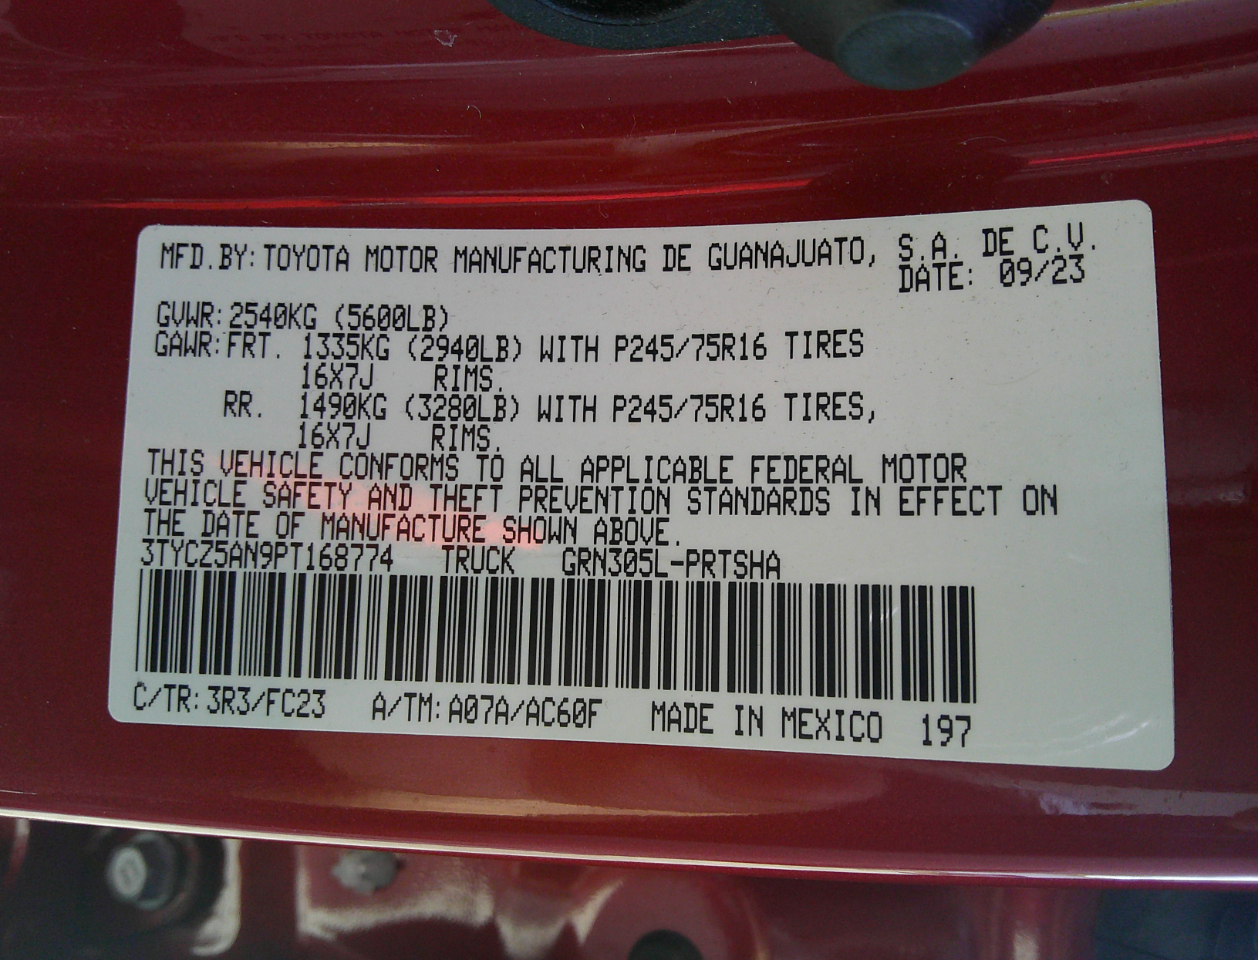 MFD.BY: TOYOTA MOTOR MANUFACTURING DE GUANAJUATO, S.A. DE C.V.
DATE: 09/23
GVWR: 2540KG (5600LB)
GAWR: FRT. 1335KG (2940LB) WITH P245/75R16 TIRES
16X7J RIMS.
RR. 1490KG (3280LB) WITH P245/75R16 TIRES,
16X7J RIMS.
THIS VEHICLE CONFORMS TO ALL APPLICABLE FEDERAL MOTOR
VEHICLE SAFETY AND THEFT PREVENTION STANDARDS IN EFFECT ON
THE DATE OF MANUFACTURE SHOWN ABOVE.
3TYCZ5AN9PT168774 TRUCK GRN305L-PRTSHA
C/TR: 3R3/FC23 A/TM: A07A/AC60F MADE IN MEXICO 197